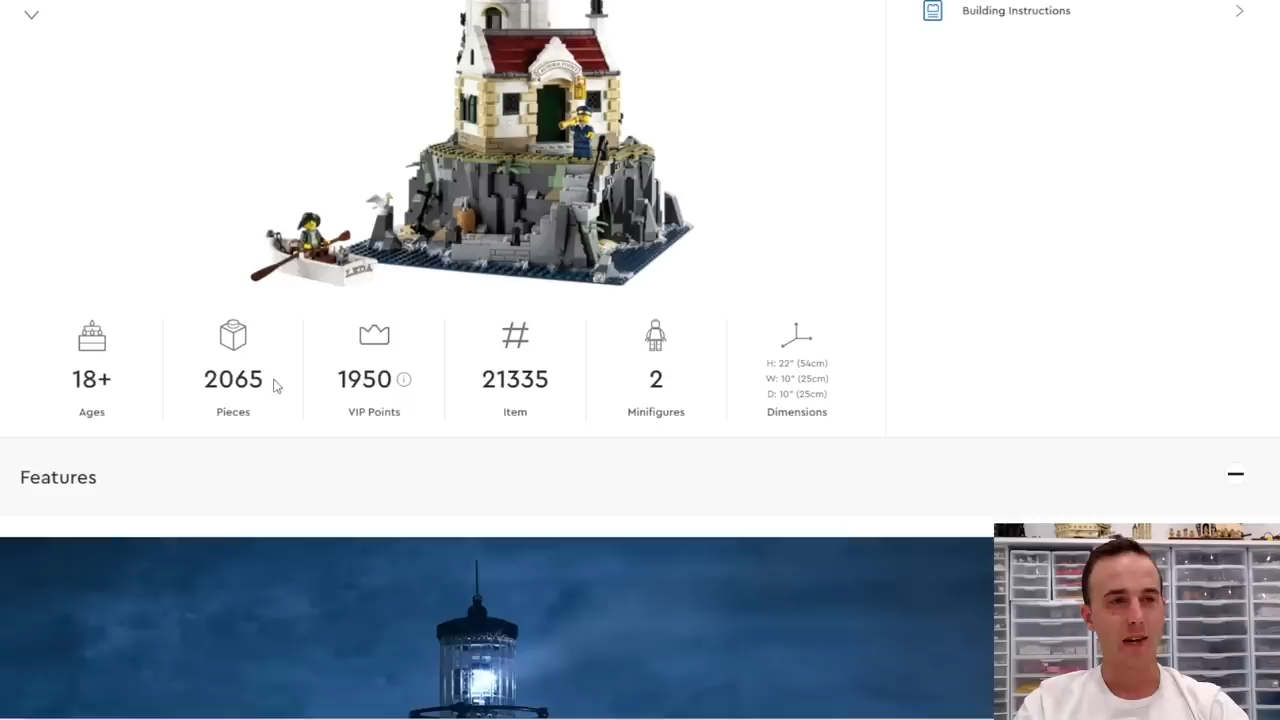 Building Instructions
LEDA
18+
2065
1950
21335
2
H: 22" (54cm)
W: 10" (25cm)
D: 10" (25cm)
Ages
Pieces
VIP Points
Item
Minifigures
Dimensions
Features